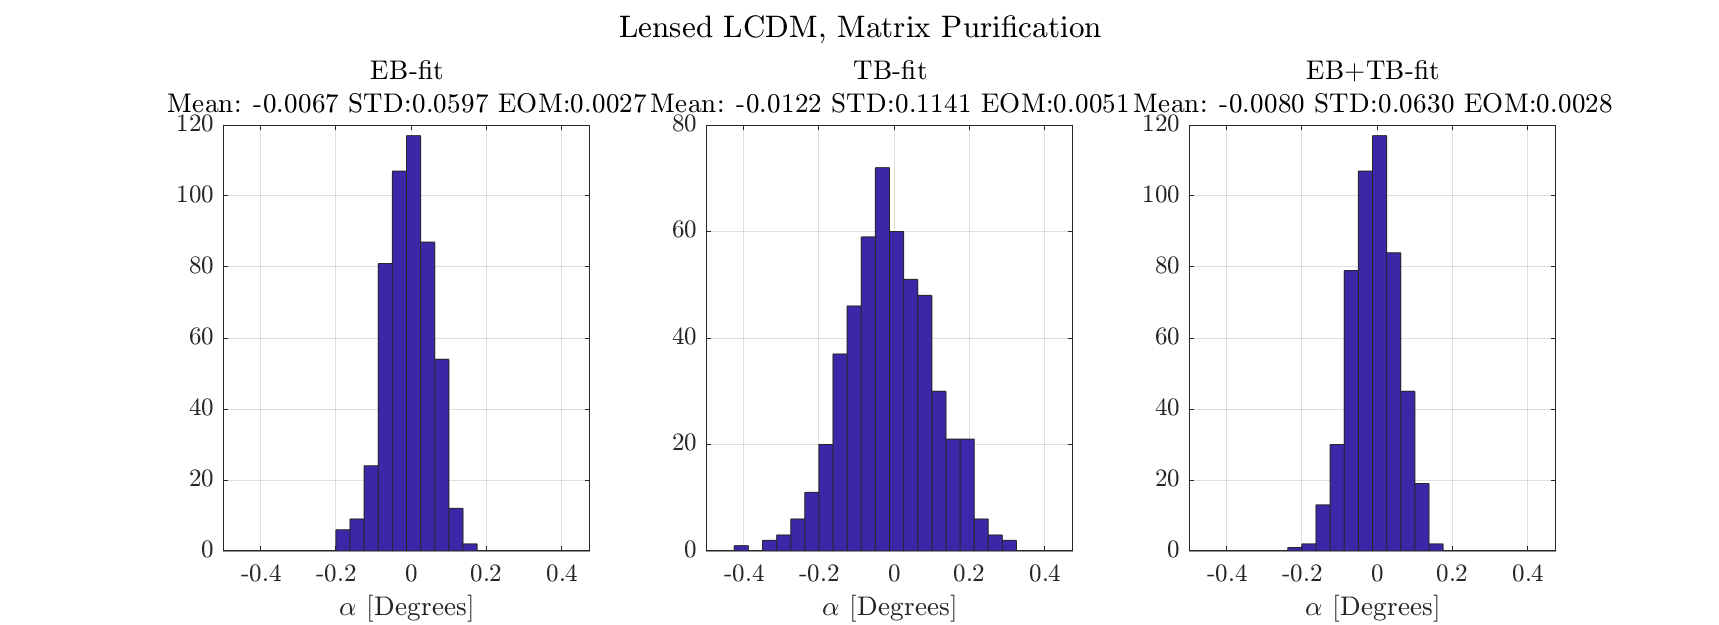 Lensed LCDM, Matrix Purification
EB-fit
Mean: -0.0067 STD:0.0597 EOM:0.0027
120
100
80
60
40
20
0
-0.4 -0.2 0 0.2 0.4
α [Degrees]
TB-fit
Mean: -0.0122 STD:0.1141 EOM:0.0051
80
60
40
20
0
-0.4 -0.2 0 0.2 0.4
α [Degrees]
EB+TB-fit
Mean: -0.0080 STD:0.0630 EOM:0.0028
120
100
80
60
40
20
0
-0.4 -0.2 0 0.2 0.4
α [Degrees]